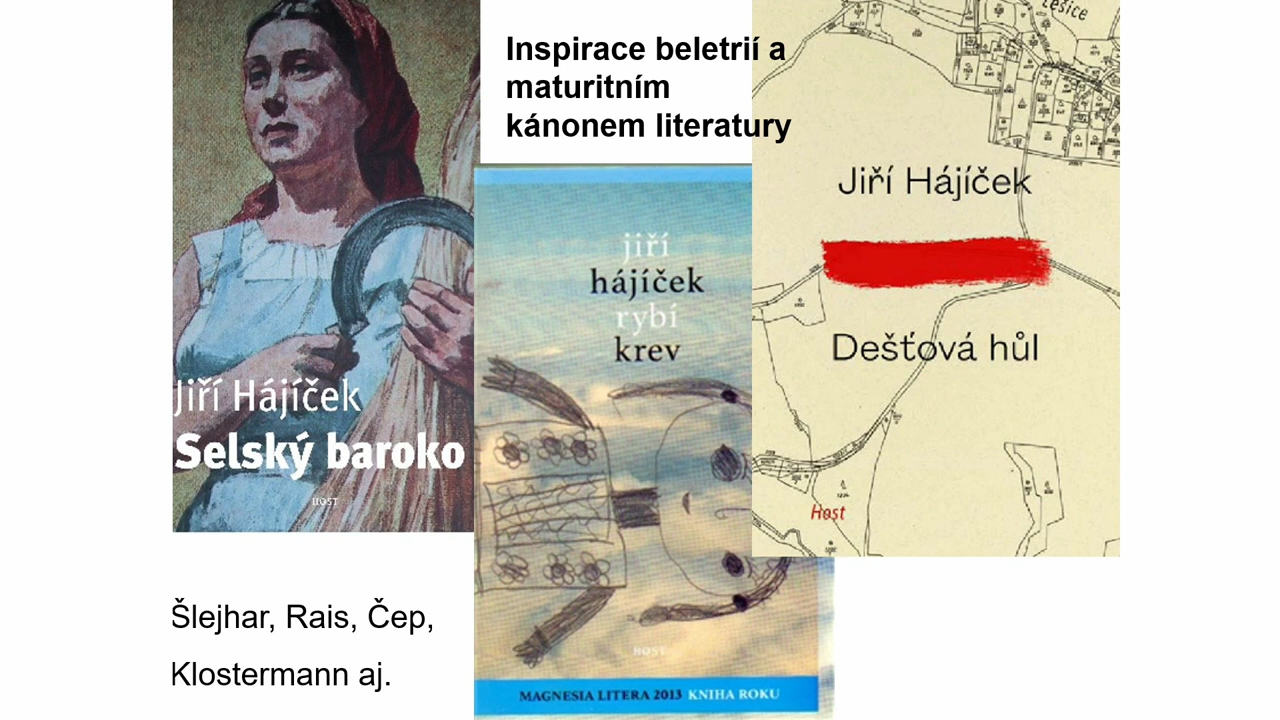 Inspirace beletrií a
maturitním
kánonem literatury
Jiří Hájíček
Selský baroko
HOST
jiří
hájíček
rybí
krev
HOST
MAGNESIA LITERA 2013 KNIHA ROKU
Jiří Hájíček
Dešťová hůl
Host
Šlejhar, Rais, Čep,
Klostermann aj.